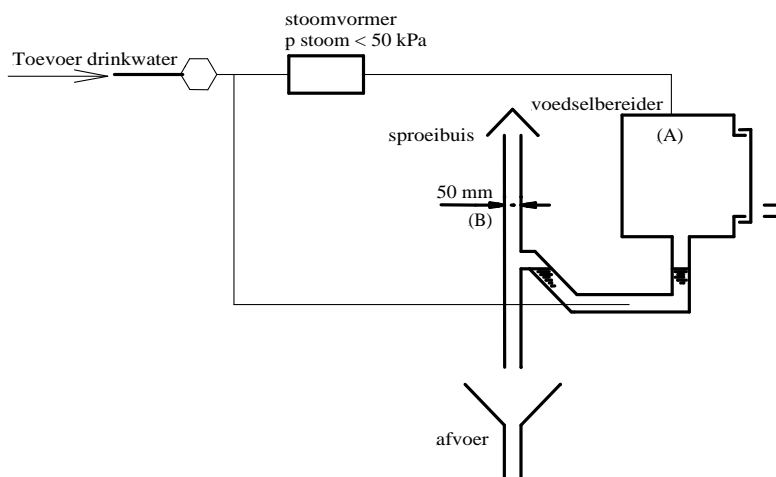 stoomvormer
p stoom < 50 kPa
Toevoer drinkwater
voedselbereider
(A)
sproeibuis
50 mm
(B)
afvoer